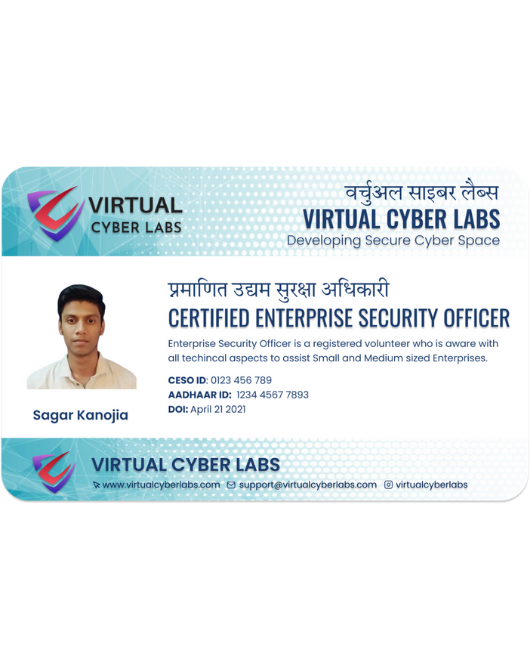 VIRTUAL
CYBER LABS
वर्चुअल साइबर लैब्स
VIRTUAL CYBER LABS
Developing Secure Cyber Space
प्रमाणित उद्यम सुरक्षा अधिकारी
CERTIFIED ENTERPRISE SECURITY OFFICER
Enterprise Security Officer is a registered volunteer who is aware with
all techincal aspects to assist Small and Medium sized Enterprises.
CESO ID: 0123 456 789
AADHAAR ID: 1234 4567 7893
DOI: April 21 2021
Sagar Kanojia
VIRTUAL CYBER LABS
www.virtualcyberlabs.com support@virtualcyberlabs.com virtualcyberlabs